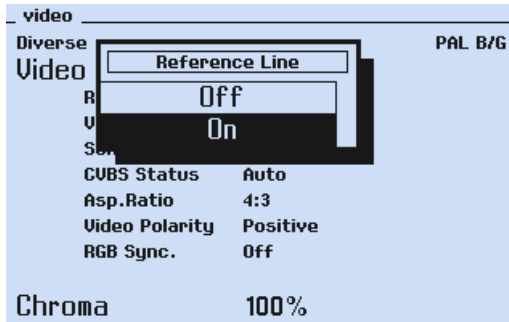 video
Diverse PAL B/G
Video
Reference Line
Off
On
CVBS Status Auto
Asp.Ratio 4:3
Video Polarity Positive
RGB Sync. Off
Chroma 100%